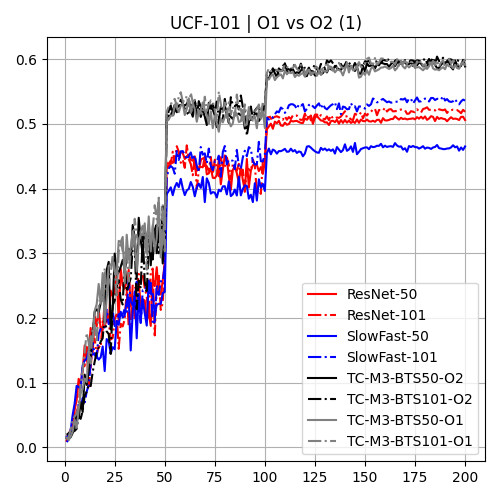 UCF-101 | O1 vs O2 (1)
0.6
0.5
0.4
0.3
0.2
0.1
0.0
ResNet-50
ResNet-101
SlowFast-50
SlowFast-101
TC-M3-BTS50-O2
TC-M3-BTS101-O2
TC-M3-BTS50-O1
TC-M3-BTS101-O1
0 25 50 75 100 125 150 175 200